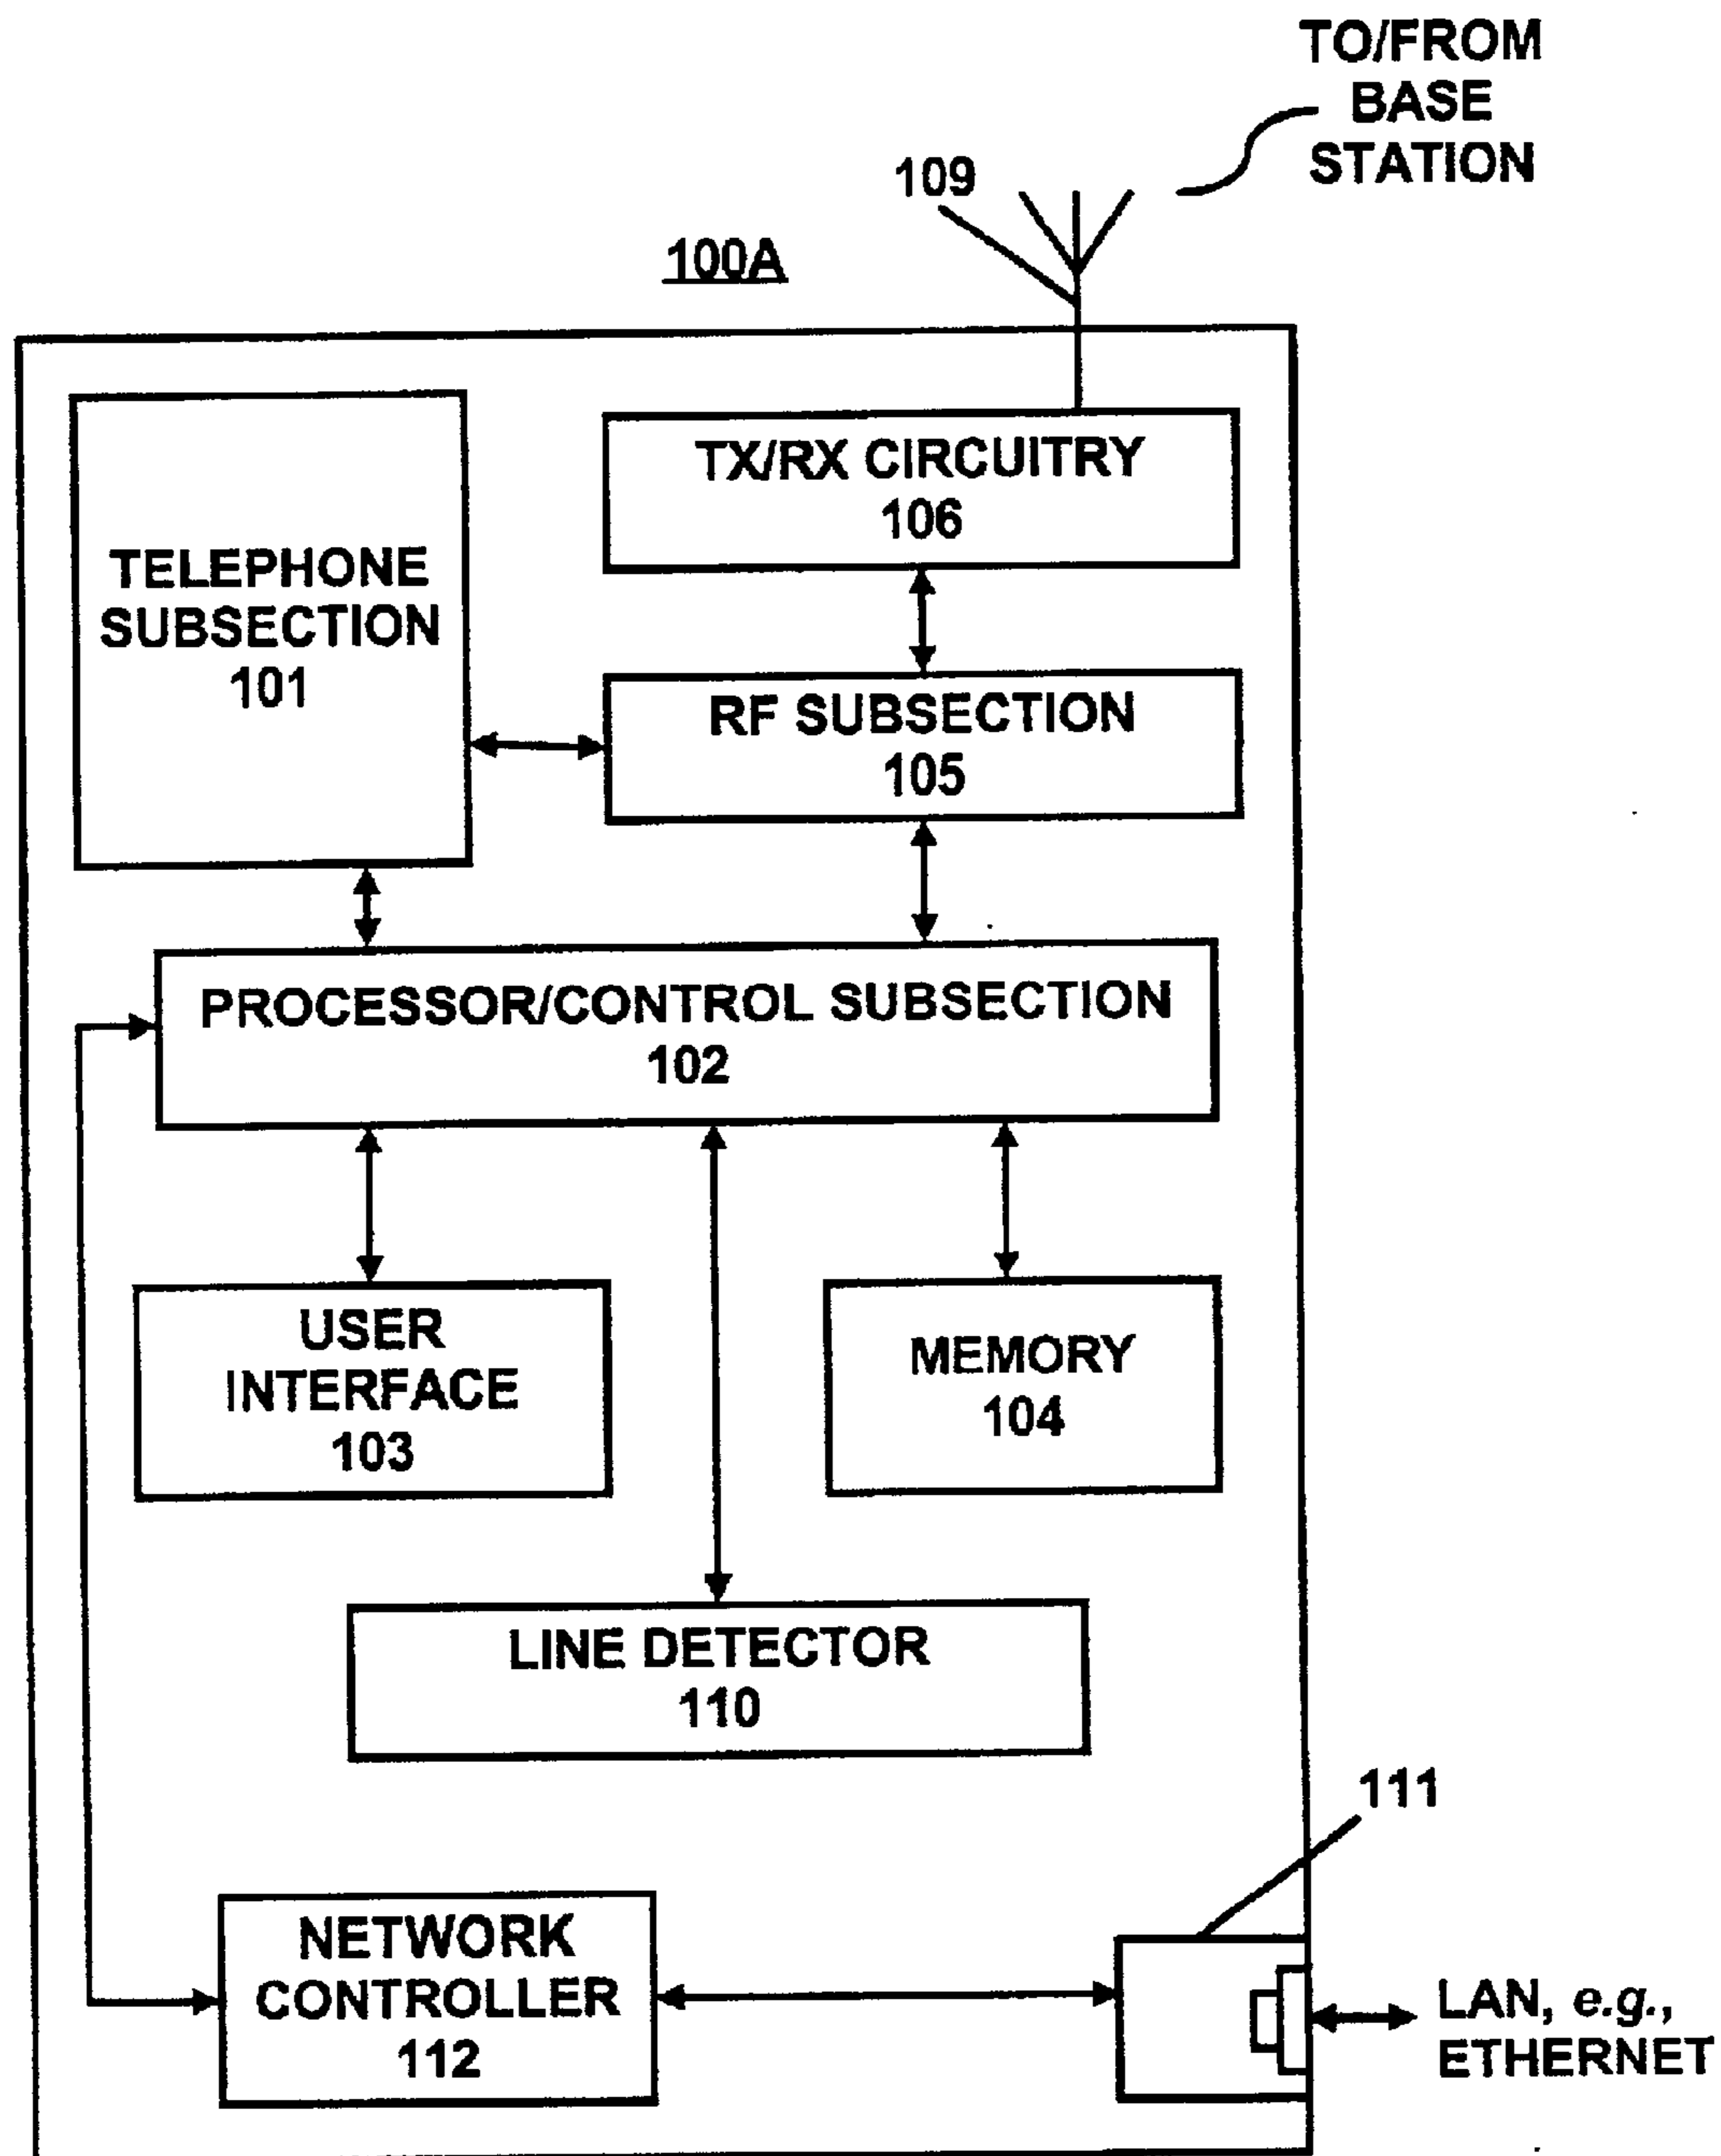 TO/FROM
BASE
STATION
109
100A
TX/RX CIRCUITRY
106
TELEPHONE
SUBSECTION
101
RF SUBSECTION
105
PROCESSOR/CONTROL SUBSECTION
102
USER
INTERFACE
103
MEMORY
104
LINE DETECTOR
110
111
NETWORK
CONTROLLER
112
LAN, e.g.,
ETHERNET